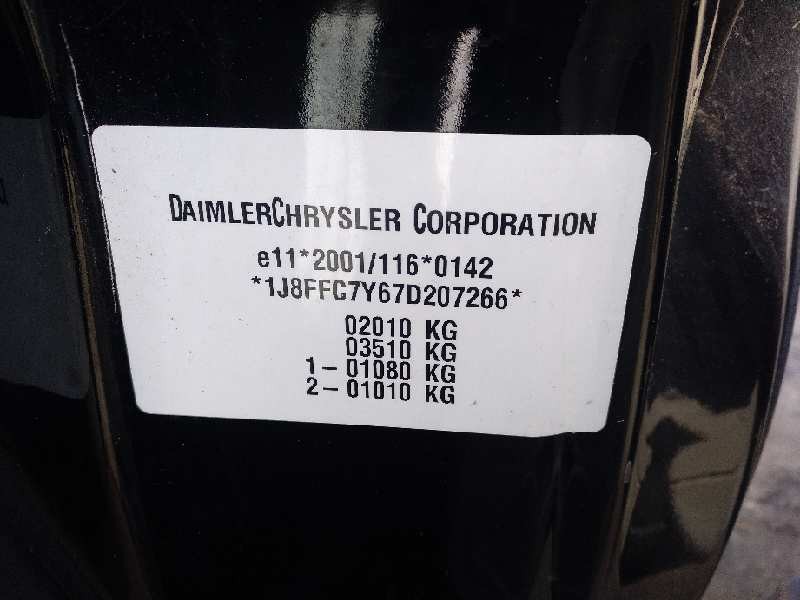 DAIMLERCHRYSLER CORPORATION
e11*2001/116*0142
*1J8FFC7Y67D207266*
02010 KG
03510 KG
1-01080 KG
2-01010 KG